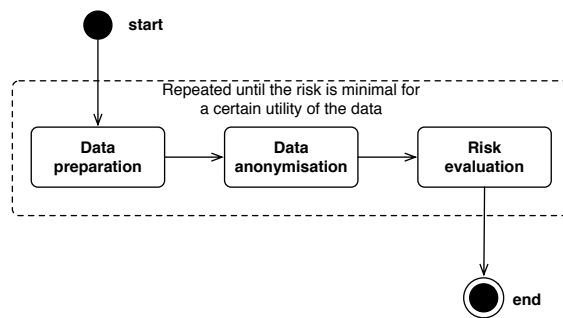 start
Repeated until the risk is minimal for
a certain utility of the data
Data
preparation
Data
anonymisation
Risk
evaluation
end